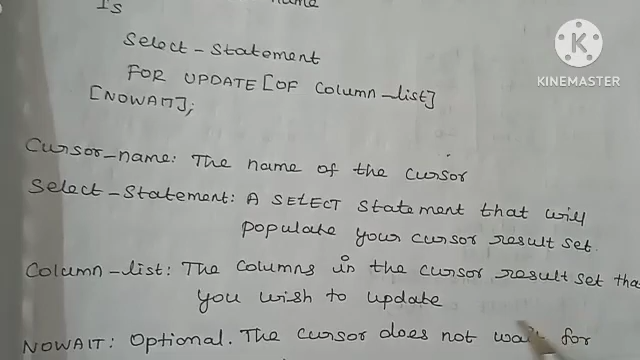 name
Is
Select-Statement
FOR UPDATE [OF Column-list]
[NOWAIT];
Cursor-name: The name of the cursor
Select-Statement: A SELECT Statement that will
populate your cursor result set.
Column-list: The Columns in the cursor result set that
you wish to update
NOWAIT: Optional. The cursor does not wait for
KINEMASTER